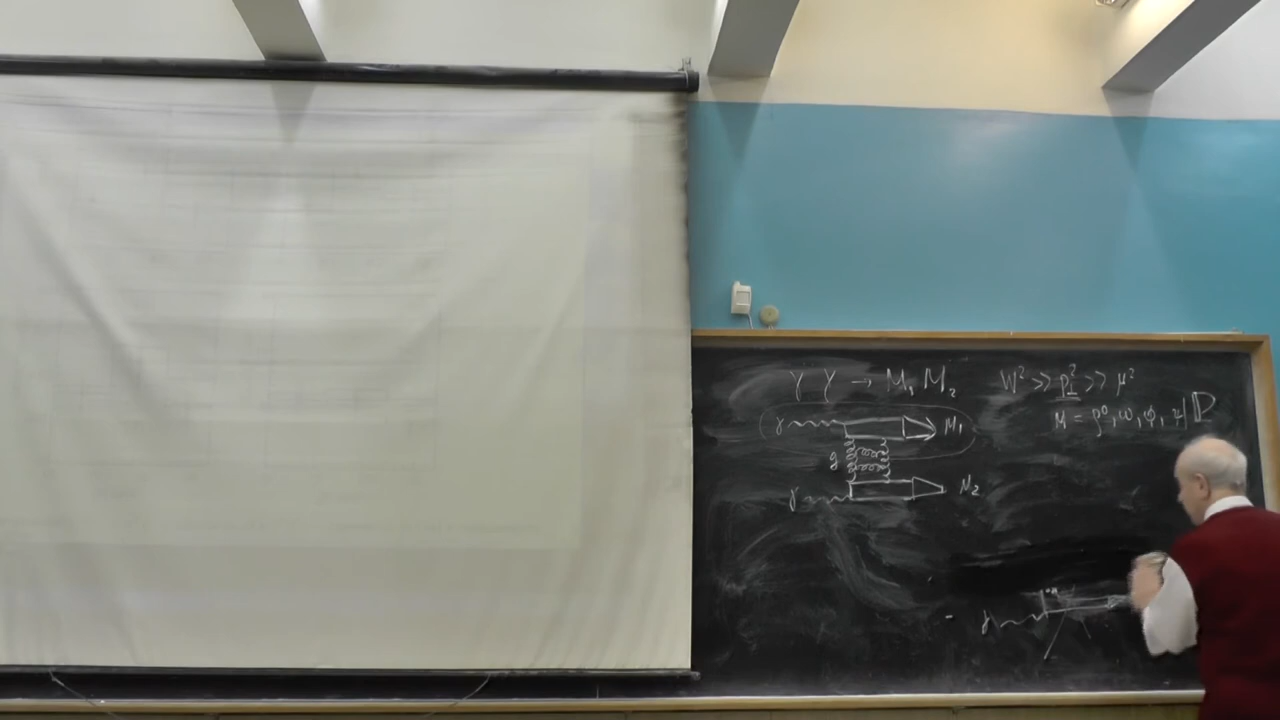 γ γ → M₁ M₂
W² >> p⊥² >> μ²
M = ρ⁰, ω, φ, ψ | ℙ
γ M₁
g
γ M₂
γ